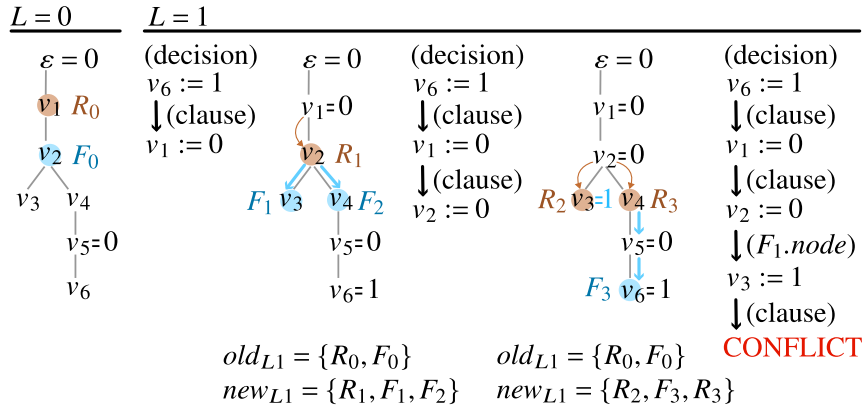 L = 0
L = 1
ε = 0
v₁ R₀
v₂ F₀
v₃ v₄
v₅ = 0
v₆
(decision)
v₆ := 1
(clause)
v₁ := 0
ε = 0
v₁ = 0
v₂ R₁
F₁ v₃ v₄ F₂
v₅ = 0
v₆ = 1
old_L1 = {R₀, F₀}
new_L1 = {R₁, F₁, F₂}
(decision)
v₆ := 1
(clause)
v₁ := 0
(clause)
v₂ := 0
ε = 0
v₁ = 0
v₂ = 0
R₂ v₃ = 1 v₄ R₃
v₅ = 0
F₃ v₆ = 1
old_L1 = {R₀, F₀}
new_L1 = {R₂, F₃, R₃}
(decision)
v₆ := 1
(clause)
v₁ := 0
(clause)
v₂ := 0
(F₁.node)
v₃ := 1
(clause)
CONFLICT